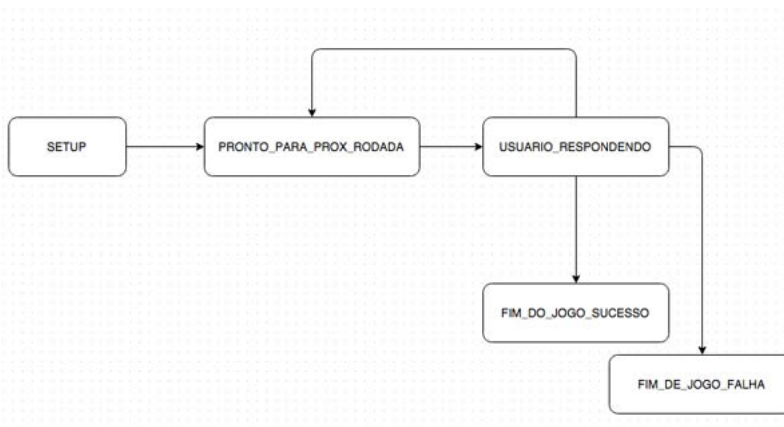 SETUP
PRONTO_PARA_PROX_RODADA
USUARIO_RESPONDENDO
FIM_DO_JOGO_SUCESSO
FIM_DE_JOGO_FALHA